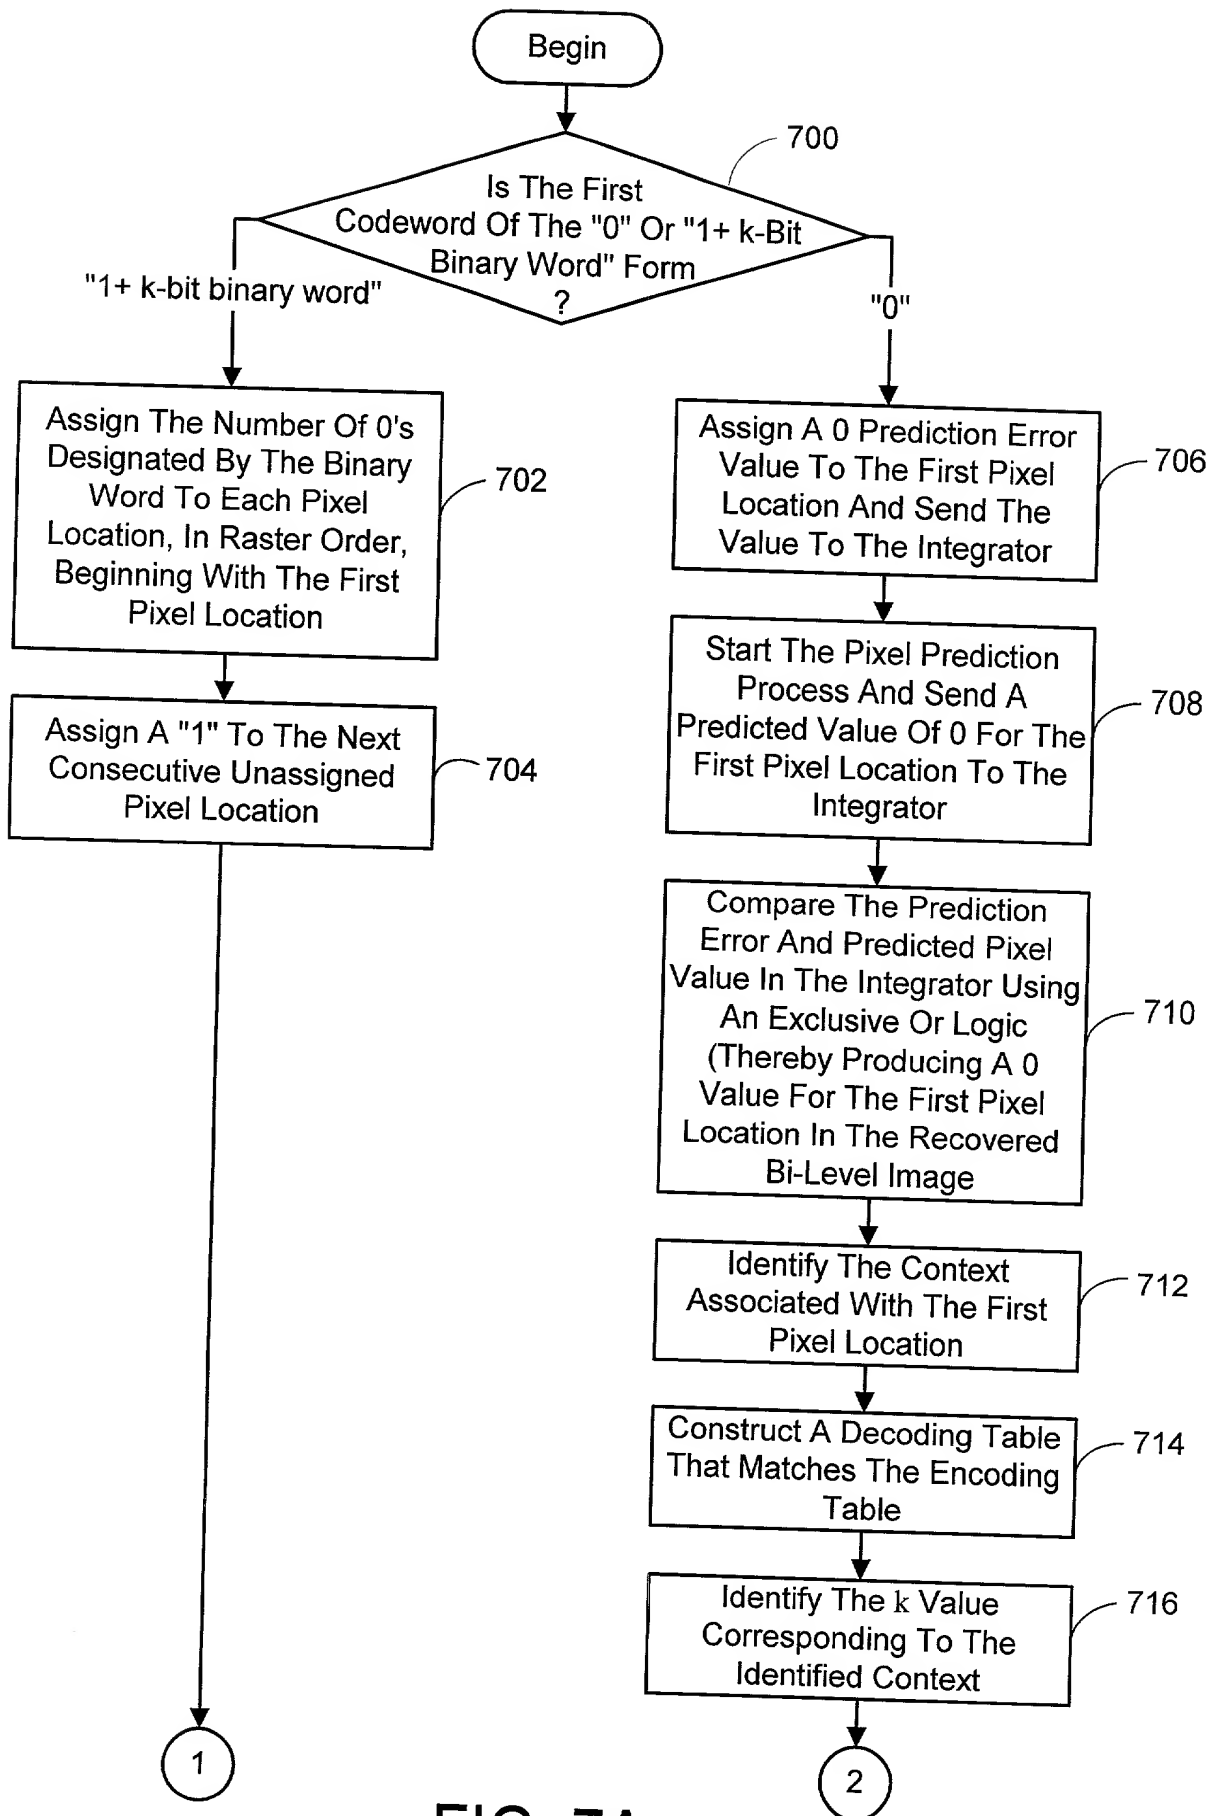 Begin
700
Is The First
Codeword Of The "0" Or "1+ k-Bit
Binary Word" Form
?
"1+ k-bit binary word"
"0"
Assign The Number Of 0's
Designated By The Binary
Word To Each Pixel
Location, In Raster Order,
Beginning With The First
Pixel Location
702
Assign A "1" To The Next
Consecutive Unassigned
Pixel Location
704
1
Assign A 0 Prediction Error
Value To The First Pixel
Location And Send The
Value To The Integrator
706
Start The Pixel Prediction
Process And Send A
Predicted Value Of 0 For The
First Pixel Location To The
Integrator
708
Compare The Prediction
Error And Predicted Pixel
Value In The Integrator Using
An Exclusive Or Logic
(Thereby Producing A 0
Value For The First Pixel
Location In The Recovered
Bi-Level Image
710
Identify The Context
Associated With The First
Pixel Location
712
Construct A Decoding Table
That Matches The Encoding
Table
714
Identify The k Value
Corresponding To The
Identified Context
716
2
FIG. 7A